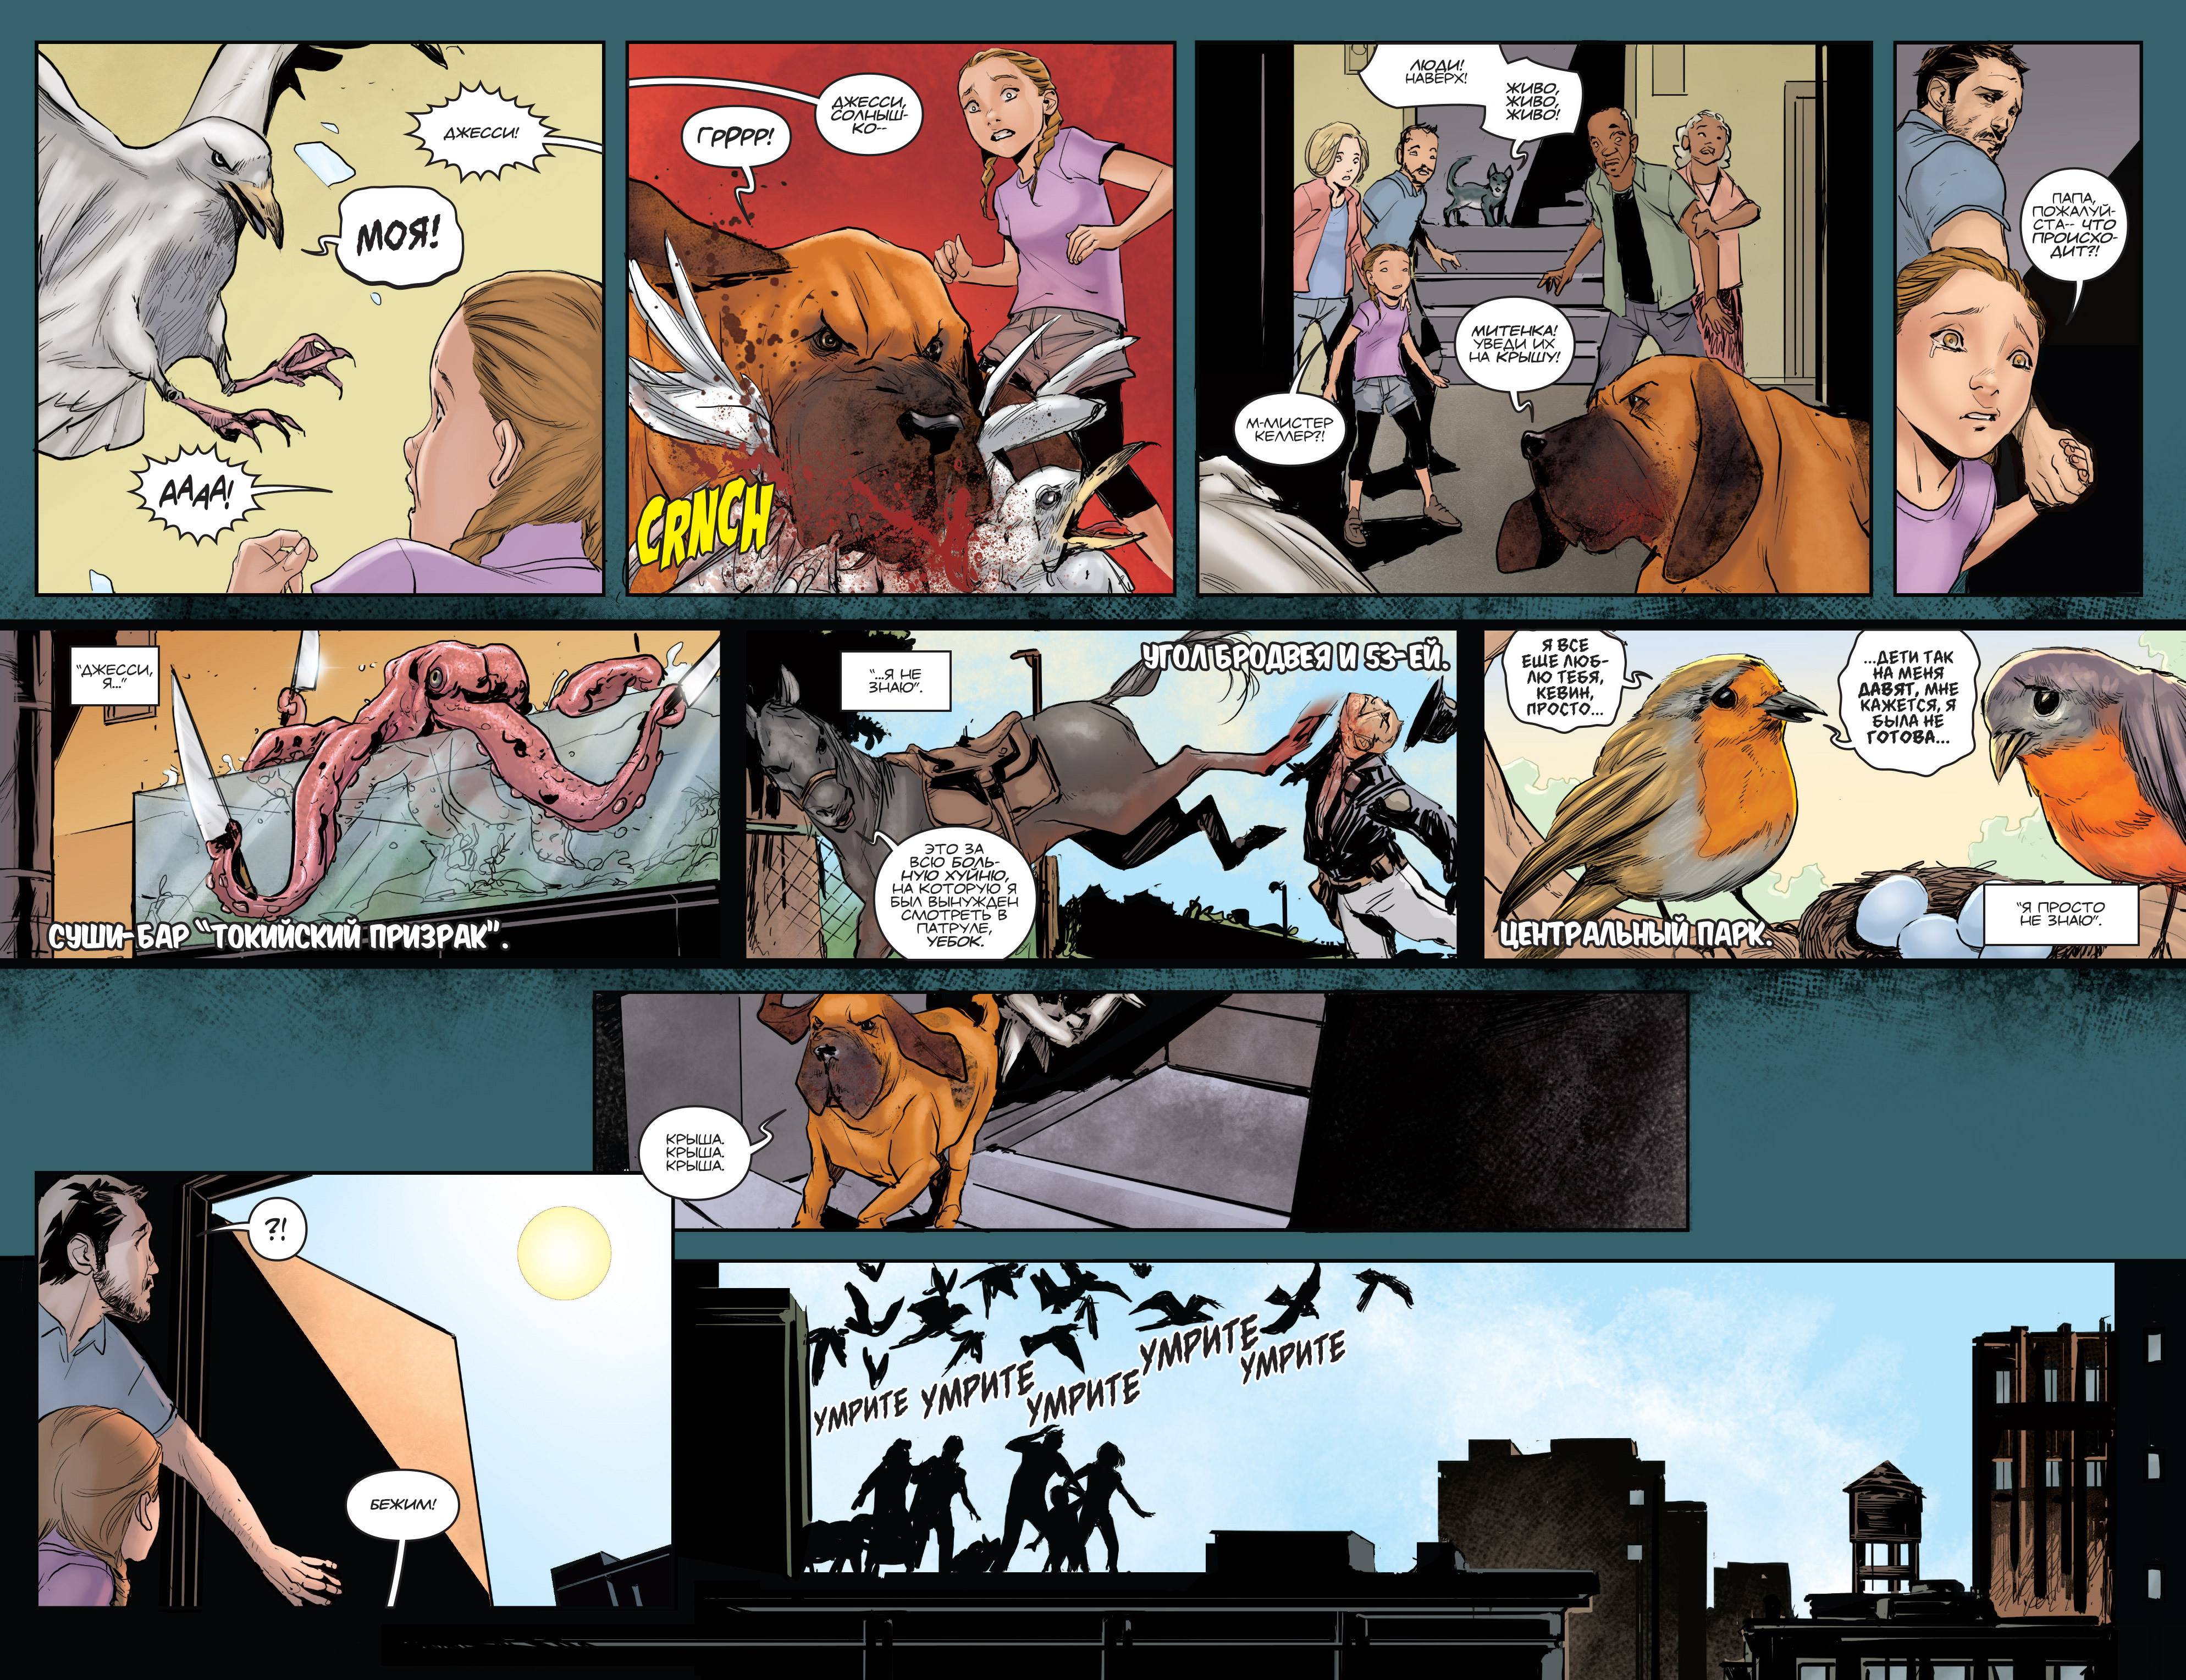 ДЖЕССИ!
МОЯ!
АААА!
ГРРРР!
ДЖЕССИ,
СОЛНЫШ-
КО--
CRNCH
ЛЮДИ!
НАВЕРХ!
ЖИВО,
ЖИВО,
ЖИВО!
М-МИСТЕР
КЕЛЛЕР?!
МИТЕНКА!
УВЕДИ ИХ
НА КРЫШУ!
ПАПА,
ПОЖАЛУЙ-
СТА-- ЧТО
ПРОИСХО-
ДИТ?!
"ДЖЕССИ,
Я..."
СУШИ-БАР "ТОКИЙСКИЙ ПРИЗРАК".
"...Я НЕ
ЗНАЮ".
УГОЛ БРОДВЕЯ И 53-ЕЙ.
ЭТО ЗА
ВСЮ БОЛЬ-
НУЮ ХУЙНЮ,
НА КОТОРУЮ Я
БЫЛ ВЫНУЖДЕН
СМОТРЕТЬ В
ПАТРУЛЕ,
УЕБОК.
Я ВСЕ
ЕЩЕ ЛЮБ-
ЛЮ ТЕБЯ,
КЕВИН,
ПРОСТО...
...ДЕТИ ТАК
НА МЕНЯ
ДАВЯТ, МНЕ
КАЖЕТСЯ, Я
БЫЛА НЕ
ГОТОВА...
"Я ПРОСТО
НЕ ЗНАЮ".
ЦЕНТРАЛЬНЫЙ ПАРК.
КРЫША.
КРЫША.
КРЫША.
?!
БЕЖИМ!
УМРИТЕ
УМРИТЕ
УМРИТЕ
УМРИТЕ
УМРИТЕ